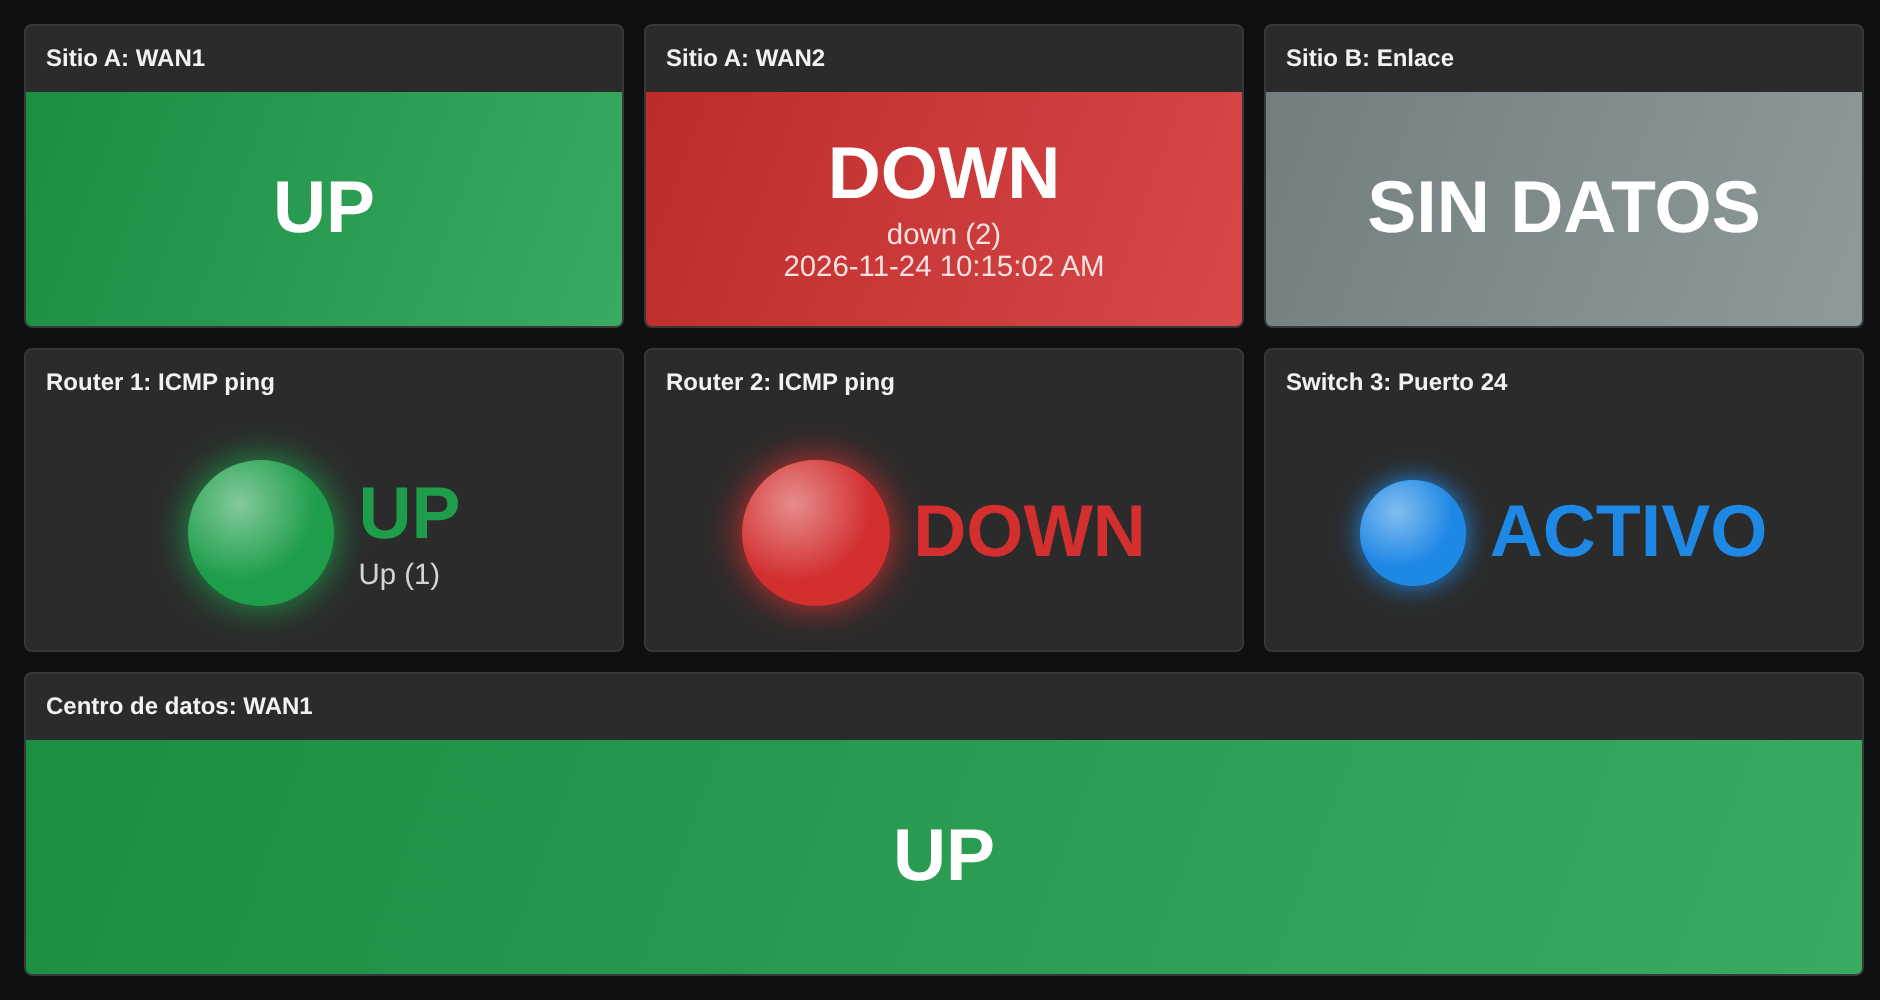 Sitio A: WAN1
UP
Sitio A: WAN2
DOWN
down (2)
2026-11-24 10:15:02 AM
Sitio B: Enlace
SIN DATOS
Router 1: ICMP ping
UP
Up (1)
Router 2: ICMP ping
DOWN
Switch 3: Puerto 24
ACTIVO
Centro de datos: WAN1
UP